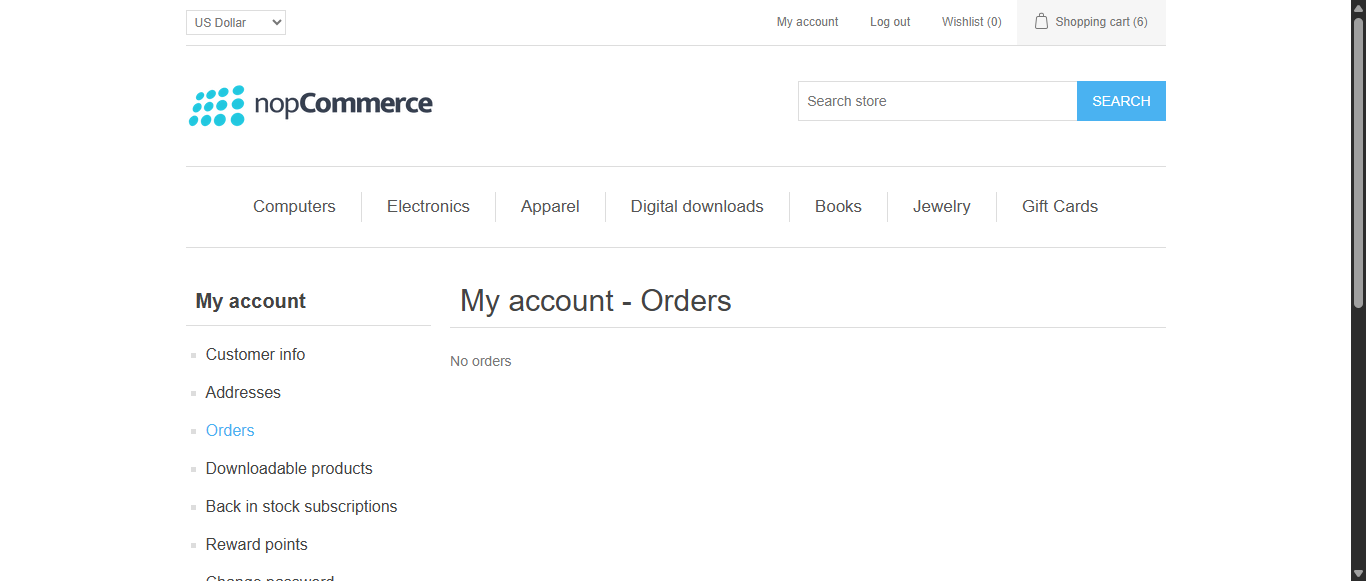 US Dollar
My account
Log out
Wishlist (0)
Shopping cart (6)
nopCommerce
Search store
SEARCH
Computers
Electronics
Apparel
Digital downloads
Books
Jewelry
Gift Cards
My account
Customer info
Addresses
Orders
Downloadable products
Back in stock subscriptions
Reward points
Change password
My account - Orders
No orders